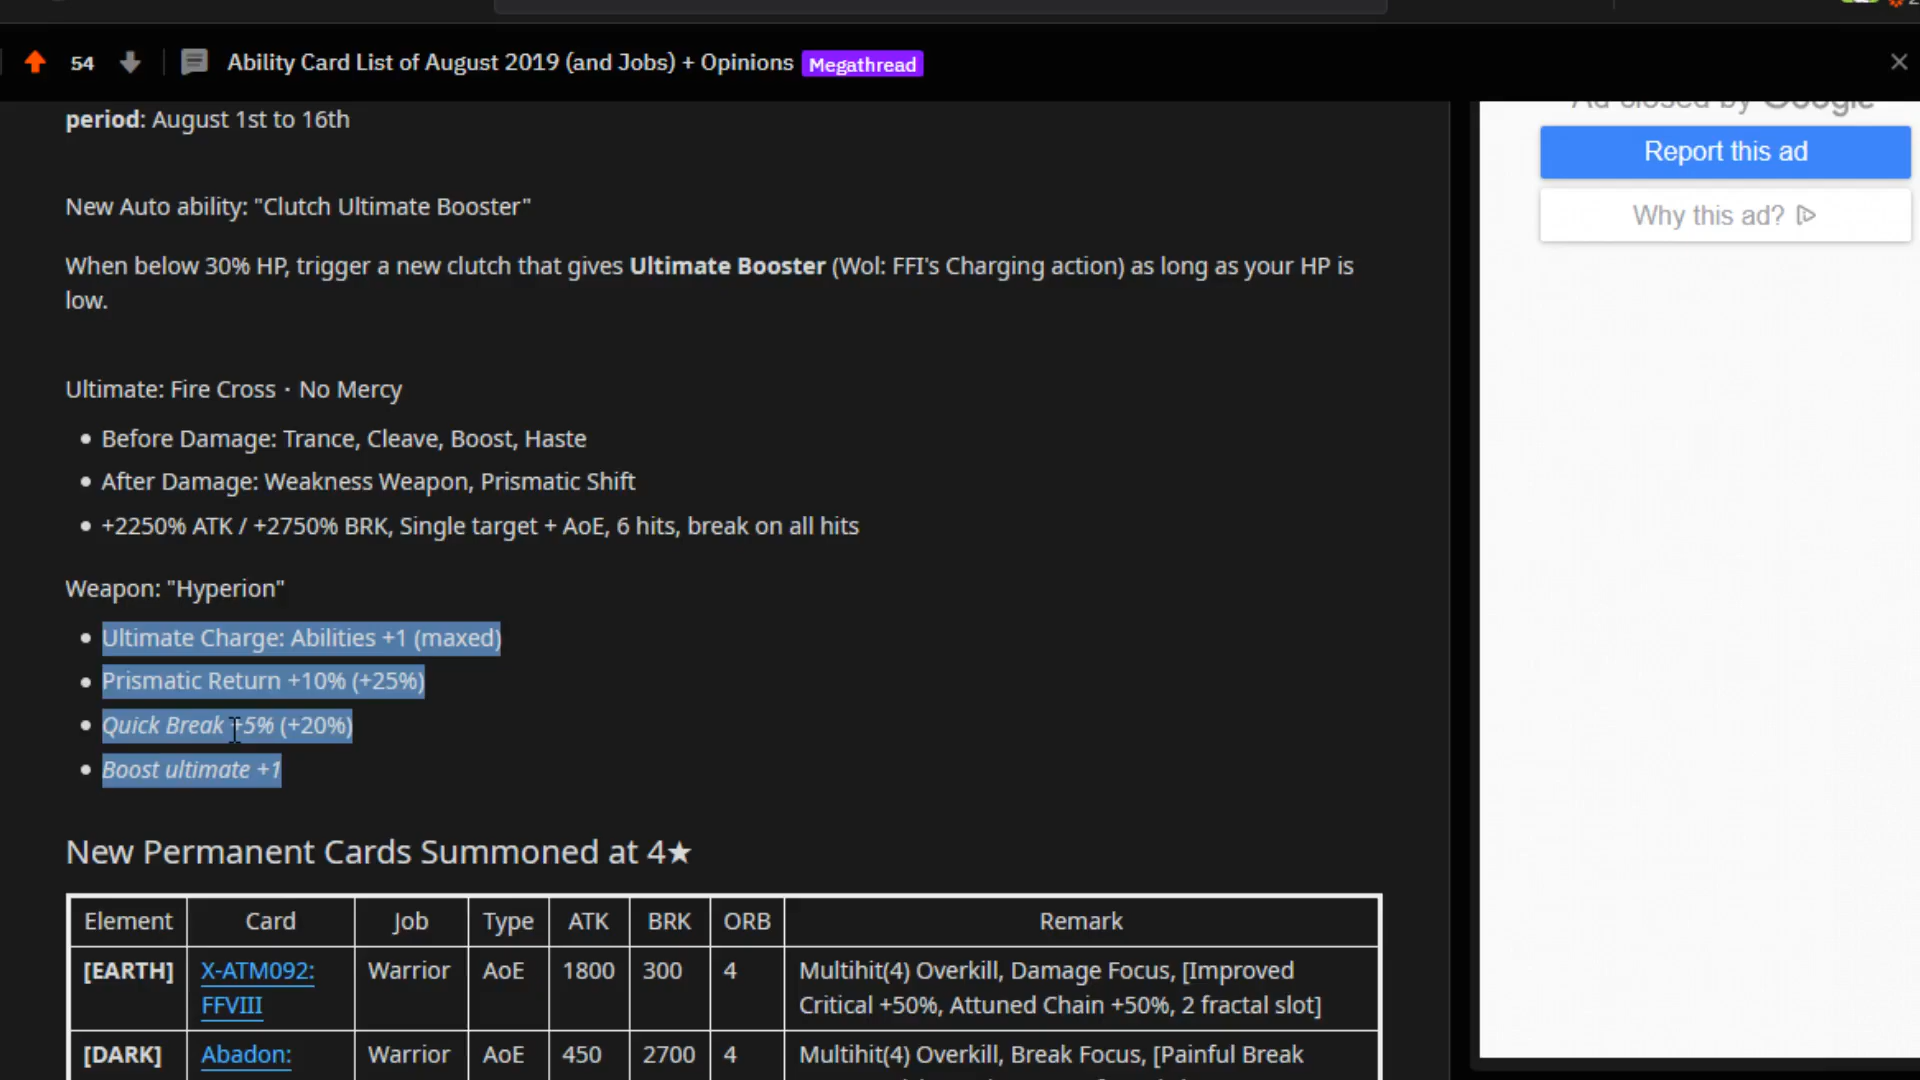 54
Ability Card List of August 2019 (and Jobs) + Opinions Megathread
period: August 1st to 16th
Ad closed by Google
Report this ad
Why this ad?
New Auto ability: "Clutch Ultimate Booster"
When below 30% HP, trigger a new clutch that gives Ultimate Booster (Wol: FFI's Charging action) as long as your HP is
low.
Ultimate: Fire Cross · No Mercy
• Before Damage: Trance, Cleave, Boost, Haste
• After Damage: Weakness Weapon, Prismatic Shift
• +2250% ATK / +2750% BRK, Single target + AoE, 6 hits, break on all hits
Weapon: "Hyperion"
• Ultimate Charge: Abilities +1 (maxed)
• Prismatic Return +10% (+25%)
• Quick Break +5% (+20%)
• Boost ultimate +1
New Permanent Cards Summoned at 4★
Element Card Job Type ATK BRK ORB Remark
[EARTH] X-ATM092: Warrior AoE 1800 300 4 Multihit(4) Overkill, Damage Focus, [Improved
FFVIII Critical +50%, Attuned Chain +50%, 2 fractal slot]
[DARK] Abadon: Warrior AoE 450 2700 4 Multihit(4) Overkill, Break Focus, [Painful Break